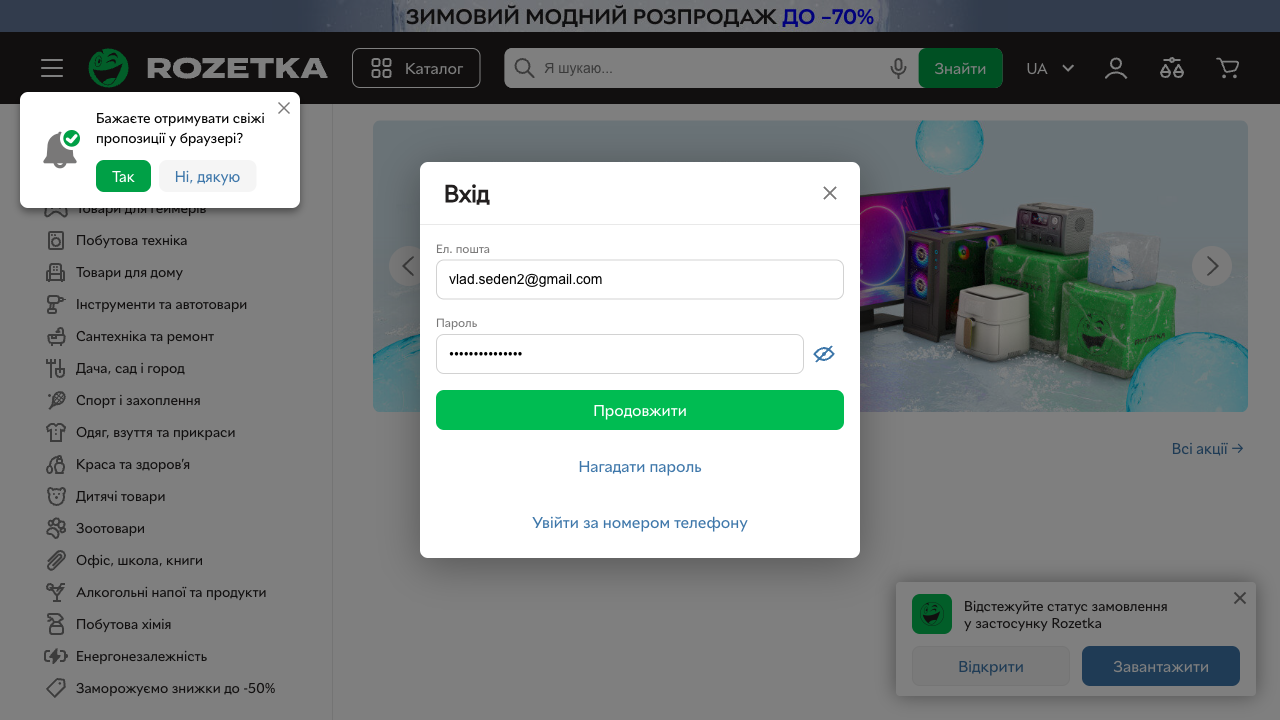 ЗИМОВИЙ МОДНИЙ РОЗПРОДАЖ ДО –70%
ROZETKA
Каталог
Я шукаю...
Знайти
UA
Бажаєте отримувати свіжі
пропозиції у браузері?
Так
Ні, дякую
Товари для геймерів
Побутова техніка
Товари для дому
Інструменти та автотовари
Сантехніка та ремонт
Дача, сад і город
Спорт і захоплення
Одяг, взуття та прикраси
Краса та здоров'я
Дитячі товари
Зоотовари
Офіс, школа, книги
Алкогольні напої та продукти
Побутова хімія
Енергонезалежність
Заморожуємо знижки до -50%
Вхід
Ел. пошта
vlad.seden2@gmail.com
Пароль
•••••••••••••••
Продовжити
Нагадати пароль
Увійти за номером телефону
Всі акції →
Відстежуйте статус замовлення
у застосунку Rozetka
Відкрити
Завантажити